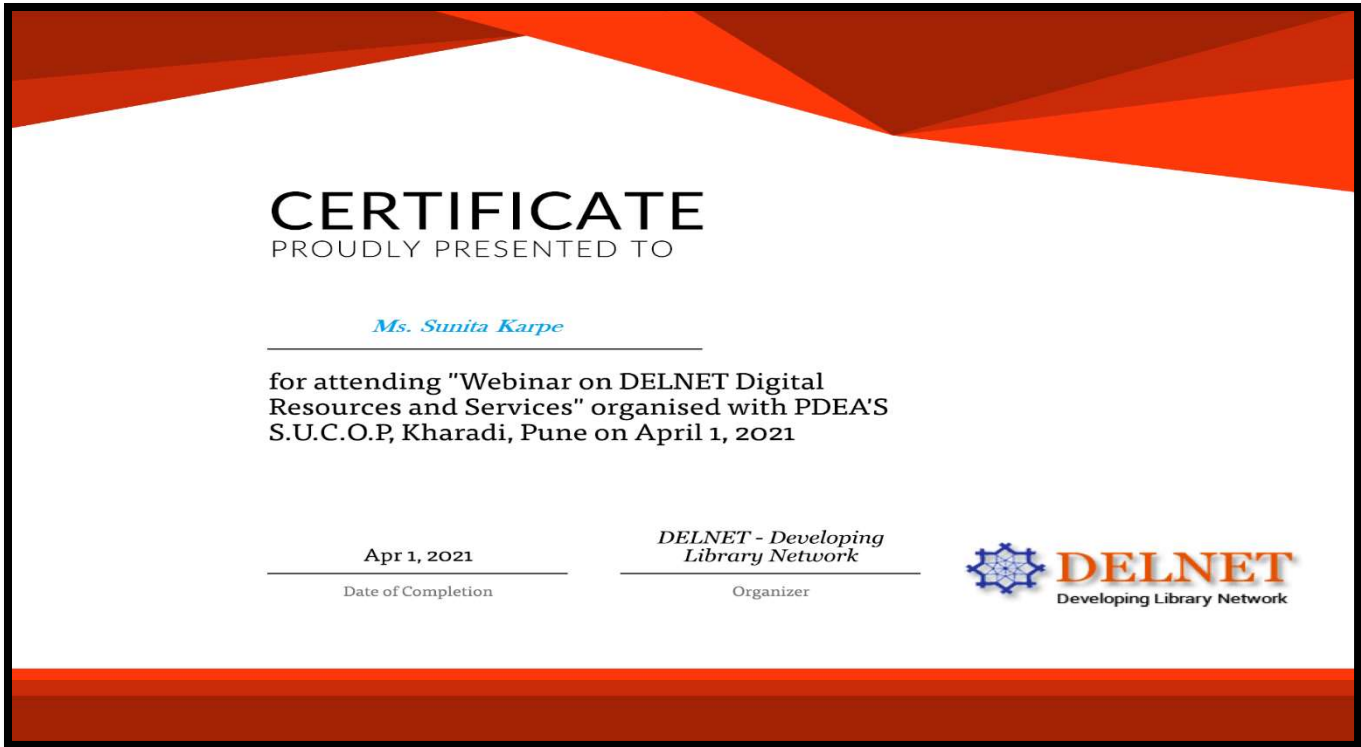 CERTIFICATE
PROUDLY PRESENTED TO
Ms. Sunita Karpe
for attending "Webinar on DELNET Digital
Resources and Services" organised with PDEA'S
S.U.C.O.P, Kharadi, Pune on April 1, 2021
Apr 1, 2021
Date of Completion
DELNET - Developing
Library Network
Organizer
DELNET
Developing Library Network